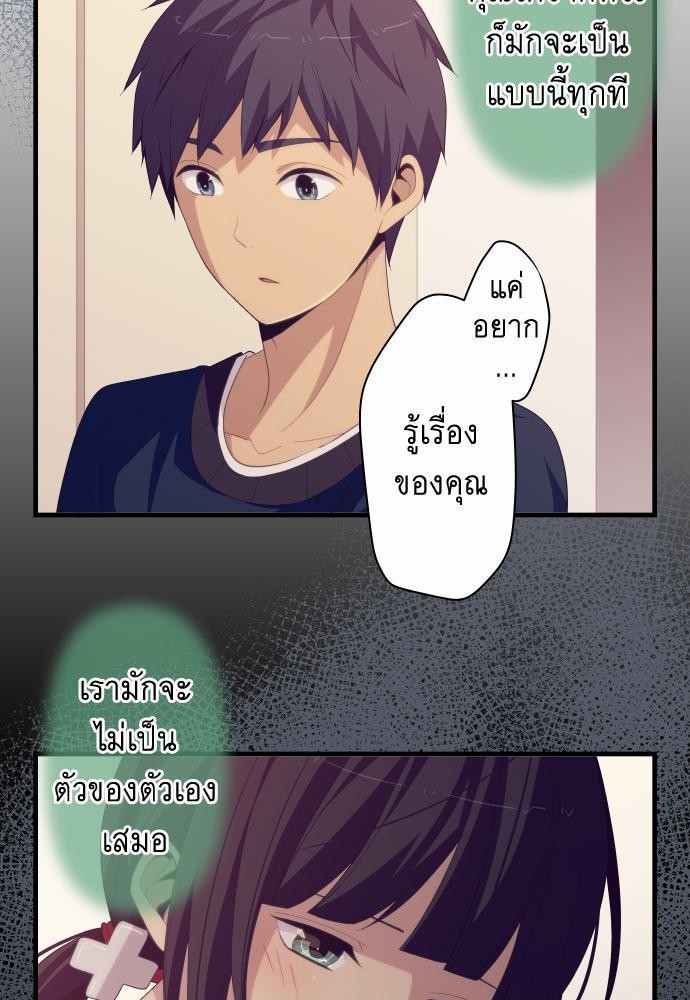 ก็มักจะเป็น
แบบนี้ทุกที
แค่
อยาก
...
รู้เรื่อง
ของคุณ
เรามักจะ
ไม่เป็น
ตัวของตัวเอง
เสมอ